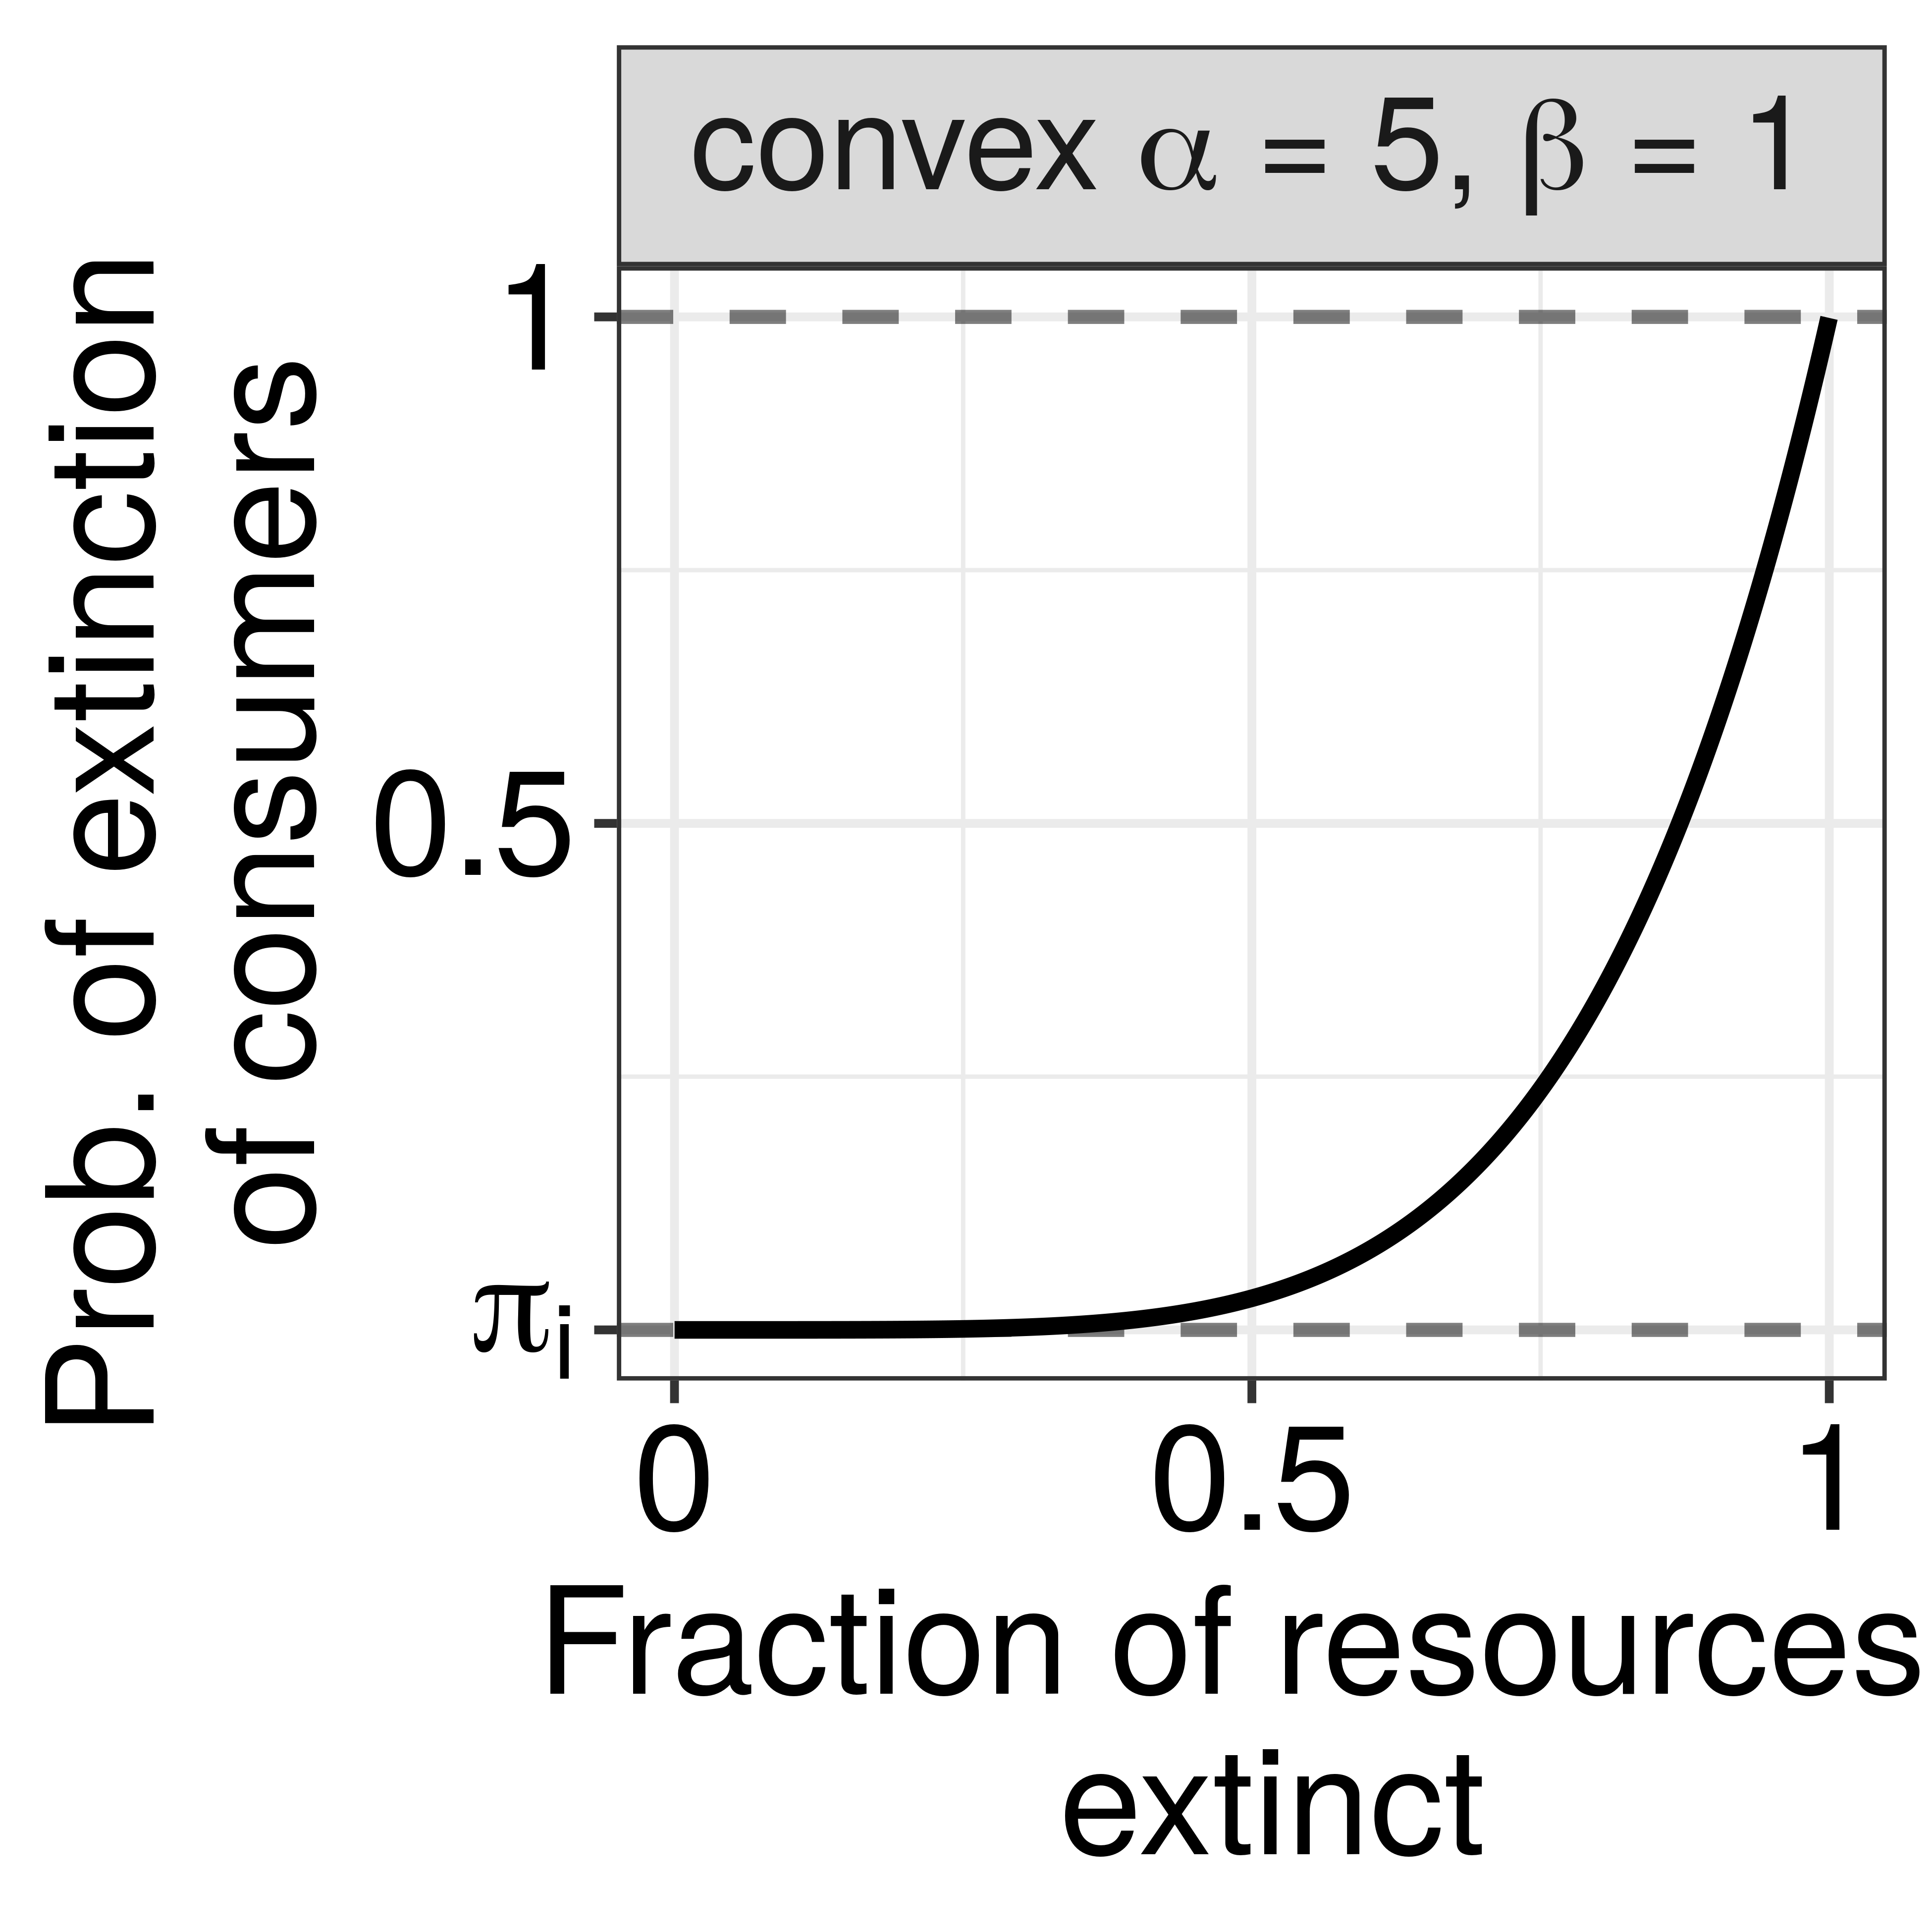 convex α = 5, β = 1
Prob. of extinction
of consumers
1
0.5
πi
0
0.5
1
Fraction of resources
extinct